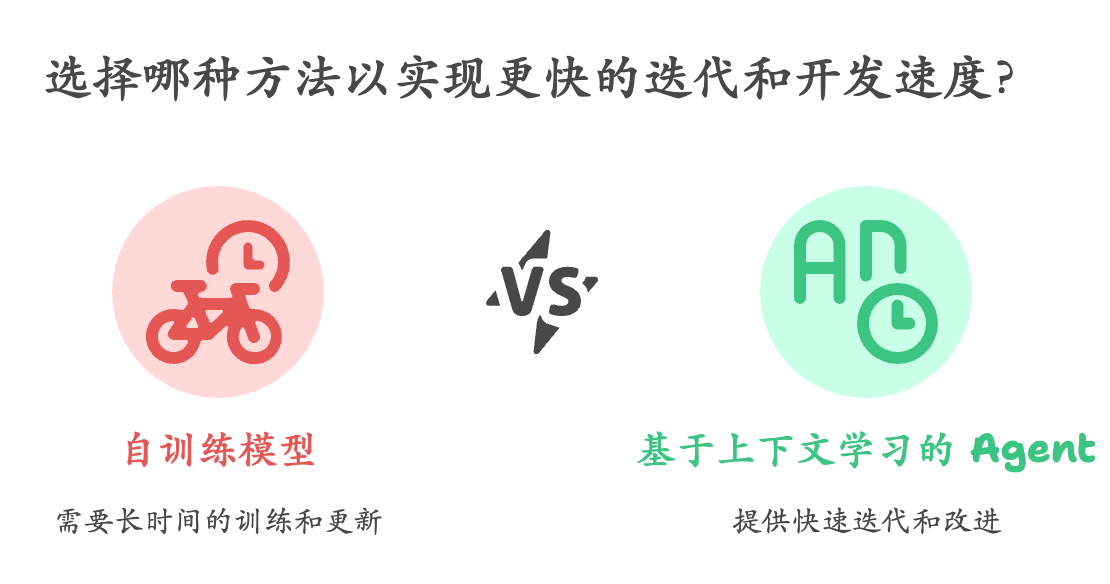 选择哪种方法以实现更快的迭代和开发速度?
VS
自训练模型
基于上下文学习的 Agent
需要长时间的训练和更新
提供快速迭代和改进